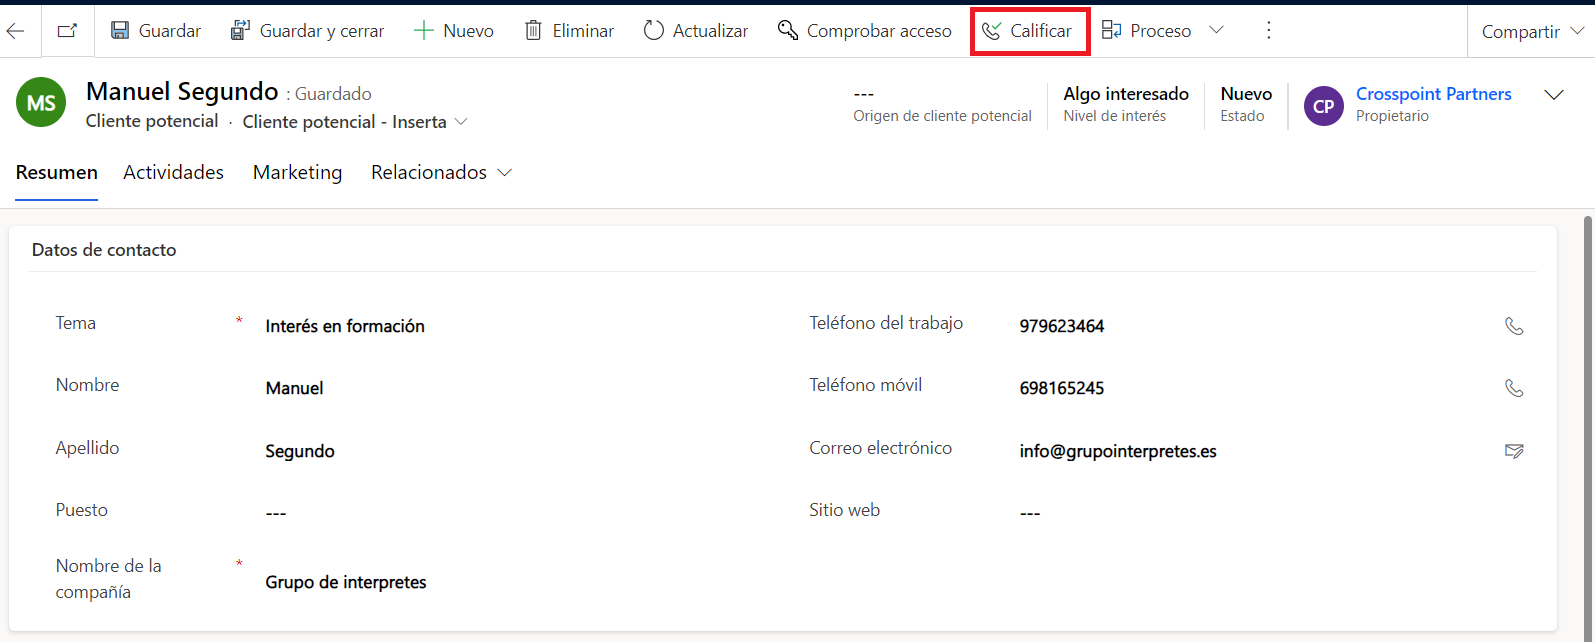 Guardar Guardar y cerrar Nuevo Eliminar Actualizar Comprobar acceso Calificar Proceso Compartir
MS
Manuel Segundo : Guardado
Cliente potencial · Cliente potencial - Inserta
---
Origen de cliente potencial
Algo interesado
Nivel de interés
Nuevo
Estado
CP
Crosspoint Partners
Propietario
Resumen Actividades Marketing Relacionados
Datos de contacto
Tema * Interés en formación
Nombre Manuel
Apellido Segundo
Puesto ---
Nombre de la compañía * Grupo de interpretes
Teléfono del trabajo 979623464
Teléfono móvil 698165245
Correo electrónico info@grupointerpretes.es
Sitio web ---